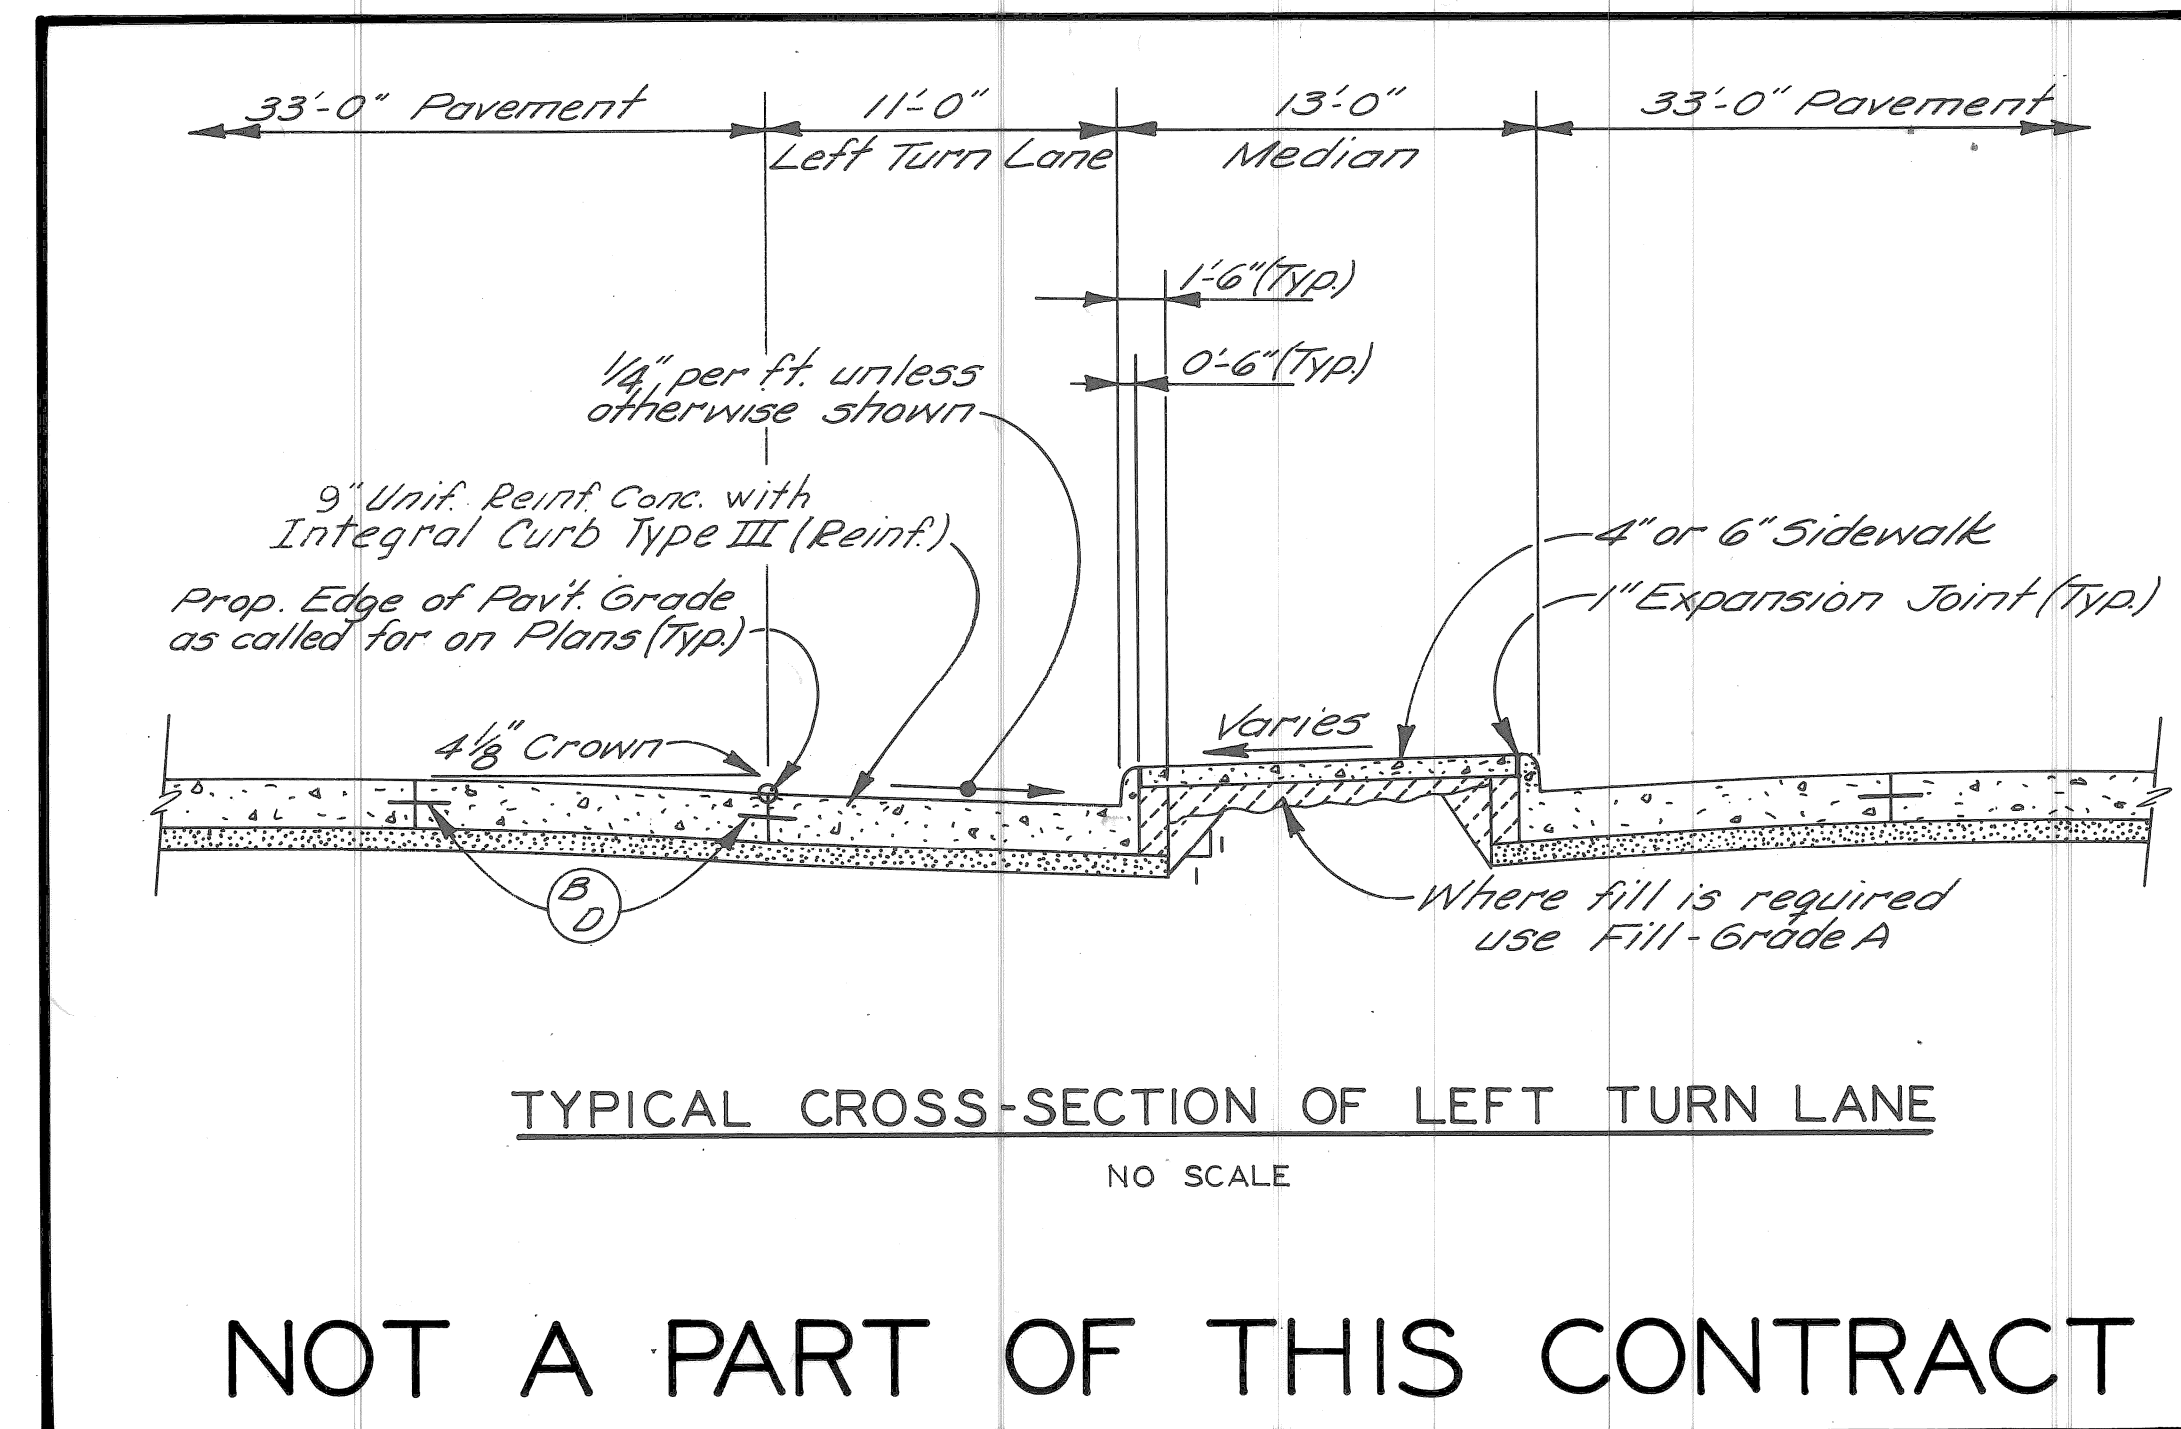 33'-0" Pavement
11'-0"
Left Turn Lane
13'-0"
Median
33'-0" Pavement
1'-6" (Typ.)
0'-6" (Typ.)
1/4" per ft. unless
otherwise shown
9" Unif. Reinf. Conc. with
Integral Curb Type III (Reinf.)
Prop. Edge of Pav't. Grade
as called for on Plans (Typ.)
4 1/8" Crown
Varies
4" or 6" Sidewalk
1" Expansion Joint (Typ.)
1
1
B
D
Where fill is required
use Fill-Grade A
TYPICAL CROSS-SECTION OF LEFT TURN LANE
NO SCALE
NOT A PART OF THIS CONTRACT